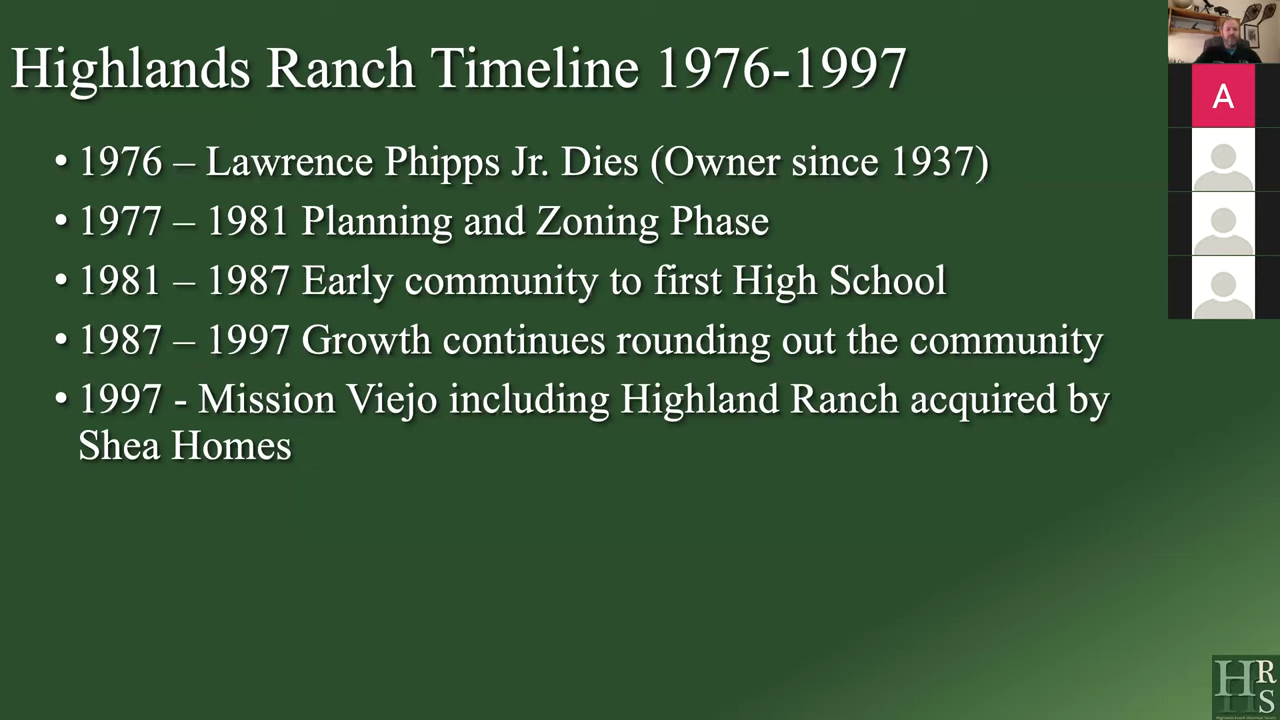 Highlands Ranch Timeline 1976-1997
• 1976 – Lawrence Phipps Jr. Dies (Owner since 1937)
• 1977 – 1981 Planning and Zoning Phase
• 1981 – 1987 Early community to first High School
• 1987 – 1997 Growth continues rounding out the community
• 1997 - Mission Viejo including Highland Ranch acquired by
Shea Homes
A
HR
S